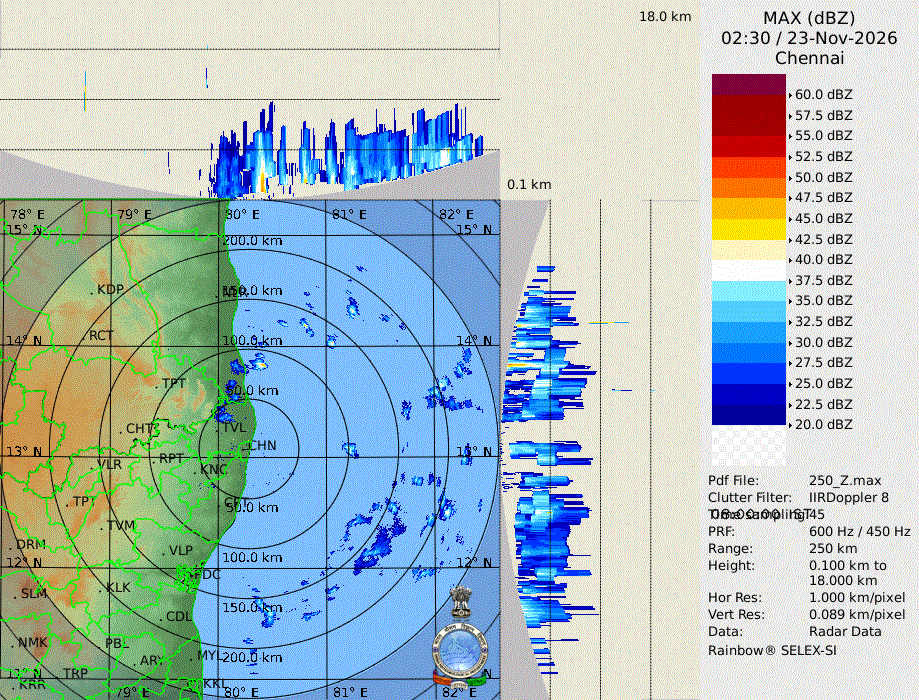 18.0 km
0.1 km
MAX (dBZ)
02:30 / 23-Nov-2026
Chennai
60.0 dBZ
57.5 dBZ
55.0 dBZ
52.5 dBZ
50.0 dBZ
47.5 dBZ
45.0 dBZ
42.5 dBZ
40.0 dBZ
37.5 dBZ
35.0 dBZ
32.5 dBZ
30.0 dBZ
27.5 dBZ
25.0 dBZ
22.5 dBZ
20.0 dBZ
78° E 79° E 80° E 81° E 82° E
15° N 200.0 km 15° N
KDP 150.0 km
RCT 100.0 km
14° N 14° N
TPT 50.0 km
CHT TVL
CHN
13° N 13° N
VLR RPT KNC
TPT 50.0 km
TVM
DRM VLP 100.0 km
12° N PDC 12° N
SLM KLK 150.0 km
CDL
NMK PBL
ARY MYL 200.0 km
TRP
11° N KRR KKL
79° E 80° E 81° E 82° E
Pdf File: 250_Z.max
Clutter Filter: IIRDoppler 8
Time sampling:45
PRF: 600 Hz / 450 Hz
Range: 250 km
Height: 0.100 km to
18.000 km
Hor Res: 1.000 km/pixel
Vert Res: 0.089 km/pixel
Data: Radar Data
Rainbow® SELEX-SI